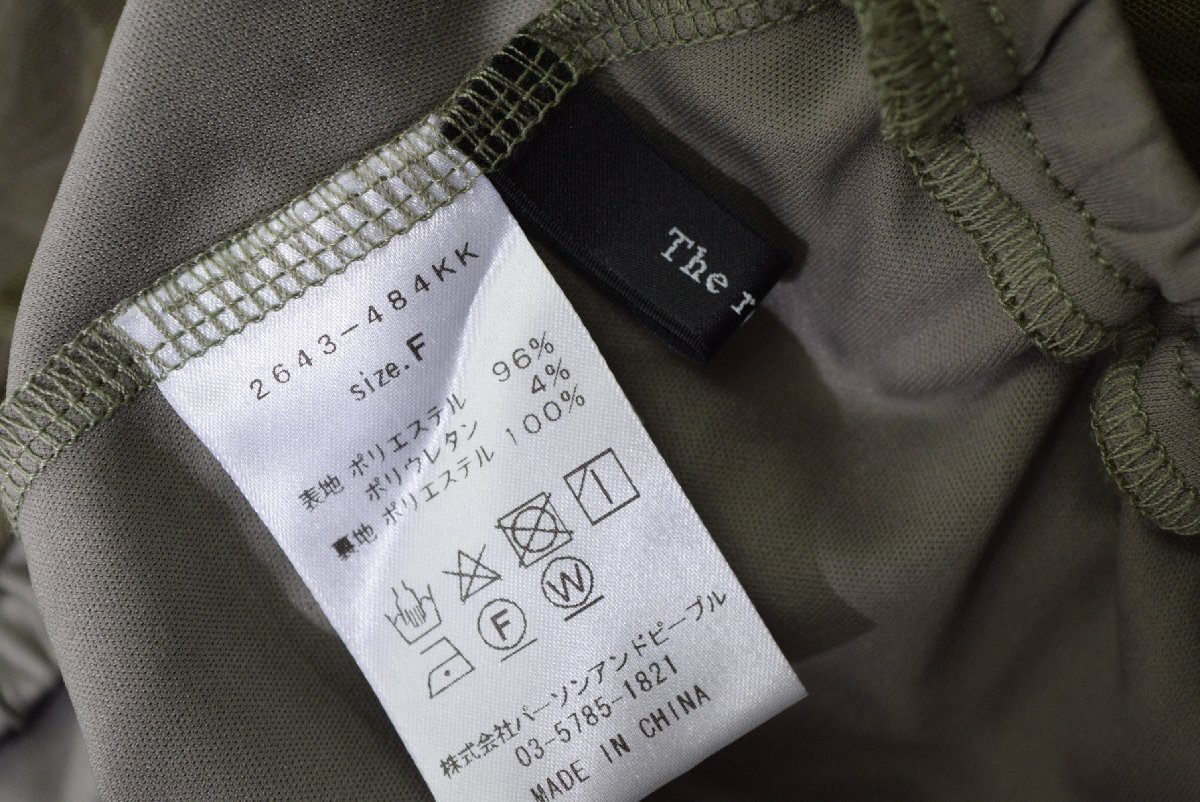 The
2643-484KK
size.F
表地 ポリエステル 96%
ポリウレタン 4%
裏地 ポリエステル 100%
F W
株式会社パーソンアンドピープル
03-5785-1821
MADE IN CHINA